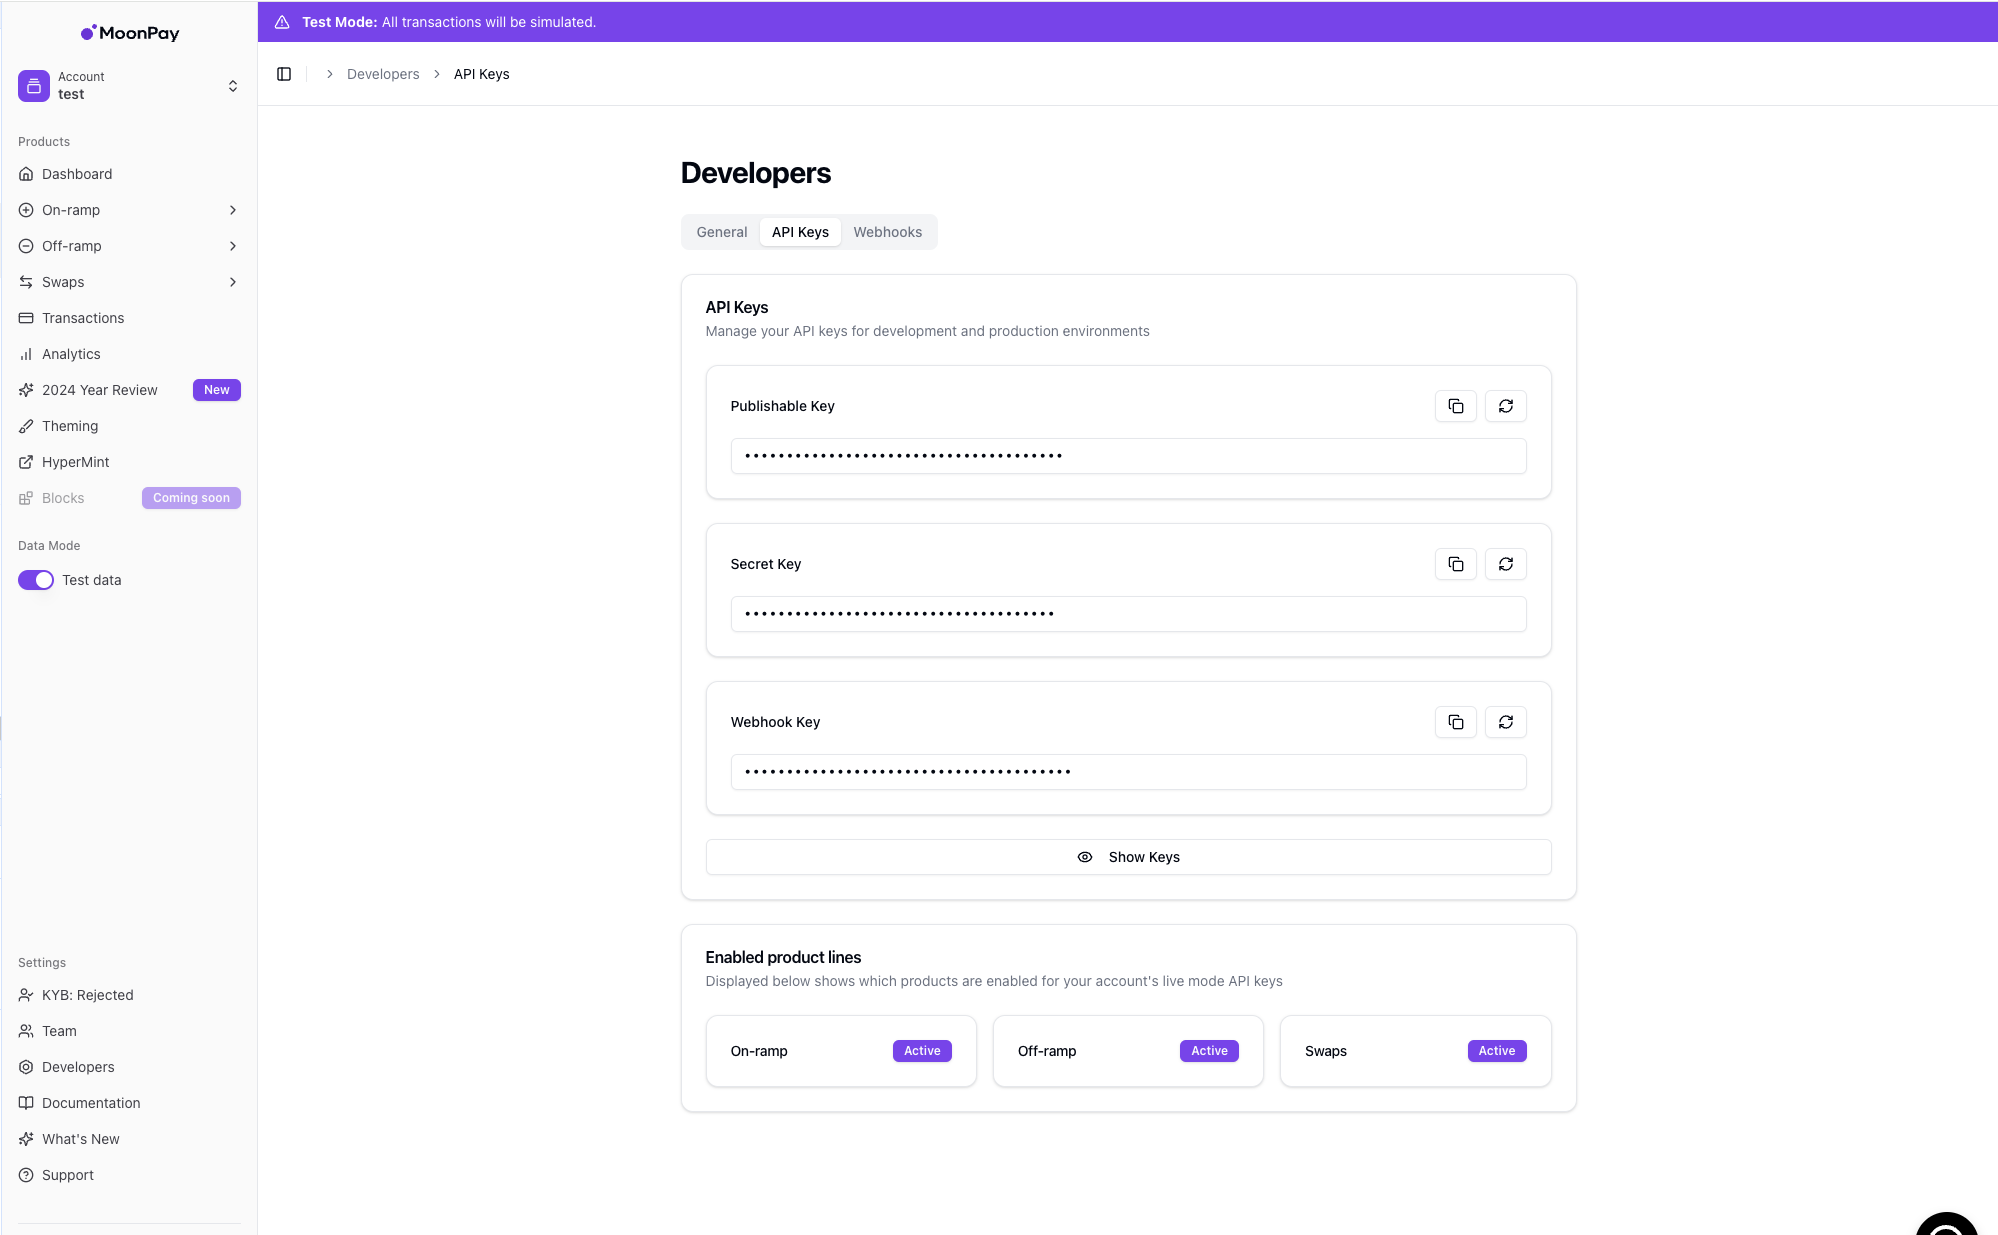 MoonPay
Account
test
Products
Dashboard
On-ramp
Off-ramp
Swaps
Transactions
Analytics
2024 Year Review New
Theming
HyperMint
Blocks Coming soon
Data Mode
Test data
Settings
KYB: Rejected
Team
Developers
Documentation
What's New
Support
Test Mode: All transactions will be simulated.
Developers API Keys
Developers
General API Keys Webhooks
API Keys
Manage your API keys for development and production environments
Publishable Key
••••••••••••••••••••••••••••••••••••••
Secret Key
•••••••••••••••••••••••••••••••••••••
Webhook Key
•••••••••••••••••••••••••••••••••••••••
Show Keys
Enabled product lines
Displayed below shows which products are enabled for your account's live mode API keys
On-ramp Active
Off-ramp Active
Swaps Active